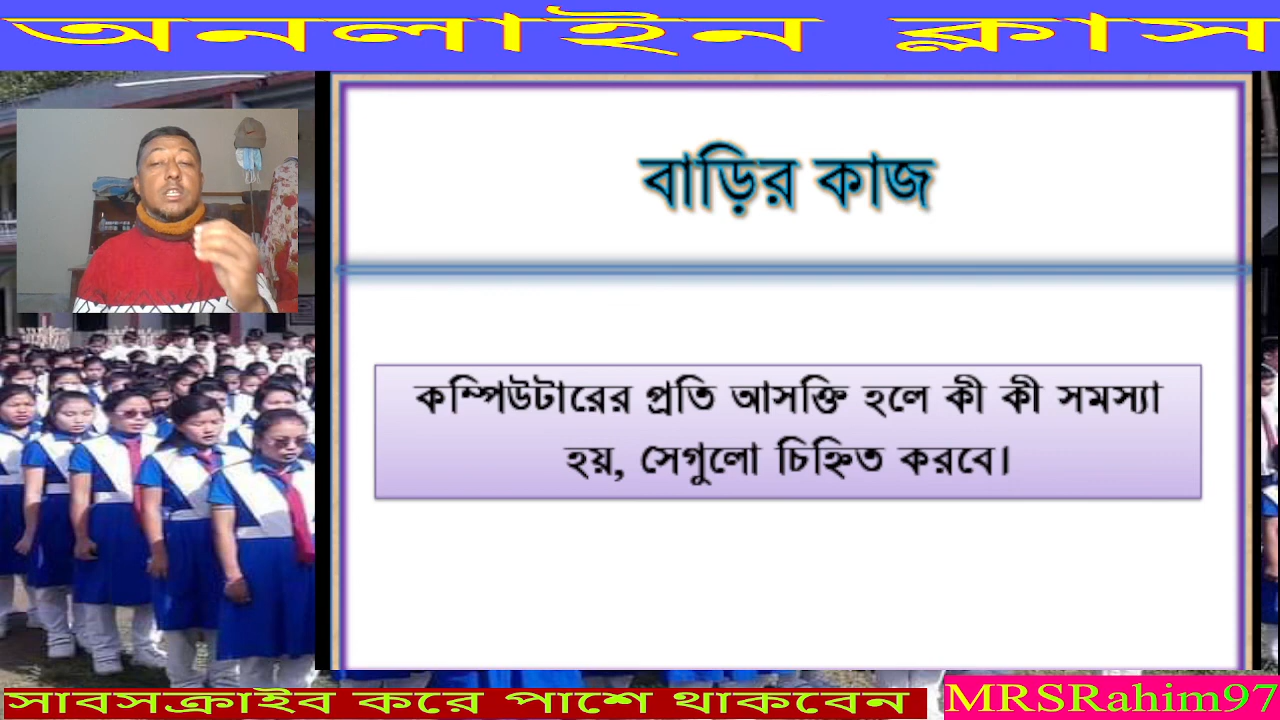 অনলাইন ক্লাস
বাড়ির কাজ
কম্পিউটারের প্রতি আসক্তি হলে কী কী সমস্যা
হয়, সেগুলো চিহ্নিত করবে।
সাবসক্রাইব করে পাশে থাকবেন
MRSRahim97